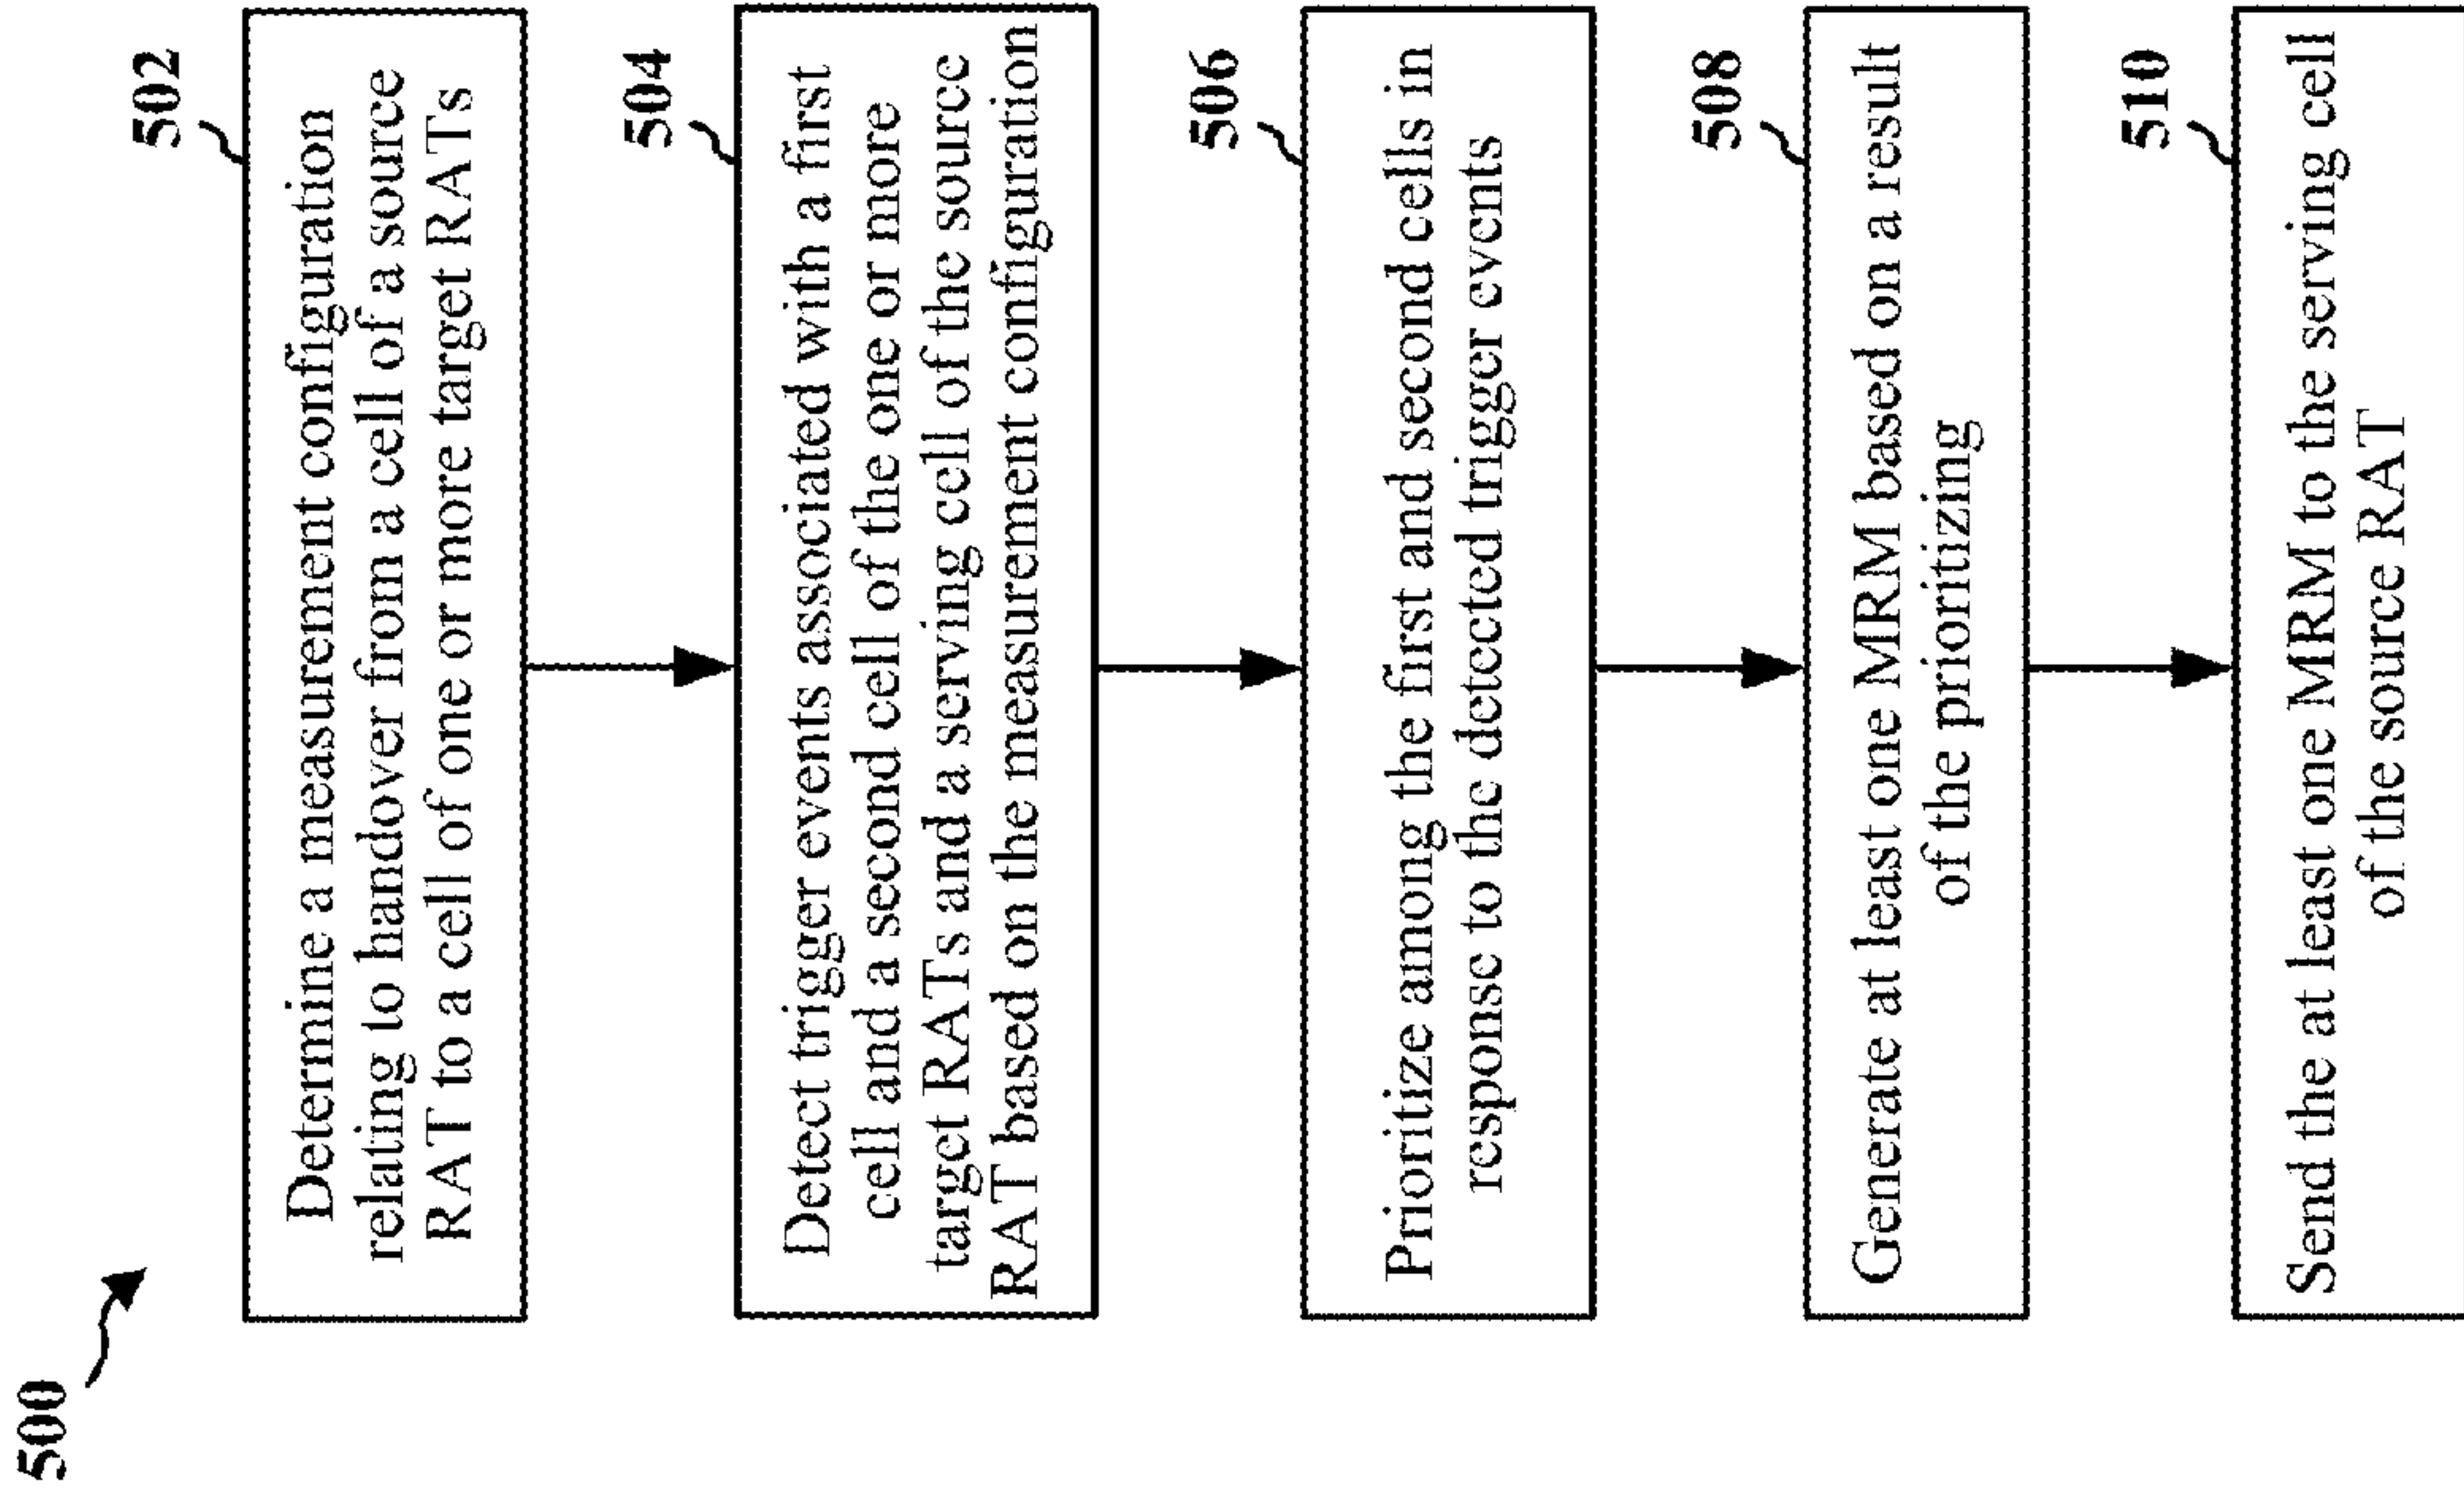 500
502
Determine a measurement configuration
relating to handover from a cell of a source
RAT to a cell of one or more target RATs
504
Detect trigger events associated with a first
cell and a second cell of the one or more
target RATs and a serving cell of the source
RAT based on the measurement configuration
506
Prioritize among the first and second cells in
response to the detected trigger events
508
Generate at least one MRM based on a result
of the prioritizing
510
Send the at least one MRM to the serving cell
of the source RAT